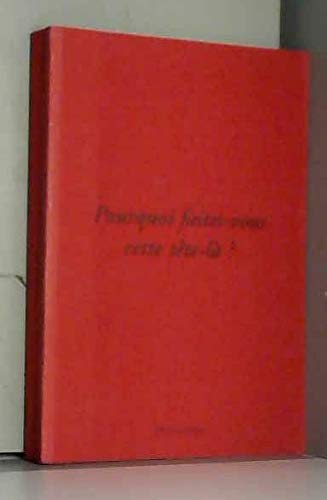 Pourquoi faites-vous
cette tête-là ?